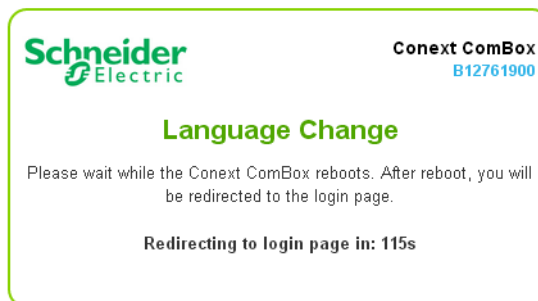 Schneider
Electric
Conext ComBox
B12761900
Language Change
Please wait while the Conext ComBox reboots. After reboot, you will
be redirected to the login page.
Redirecting to login page in: 115s